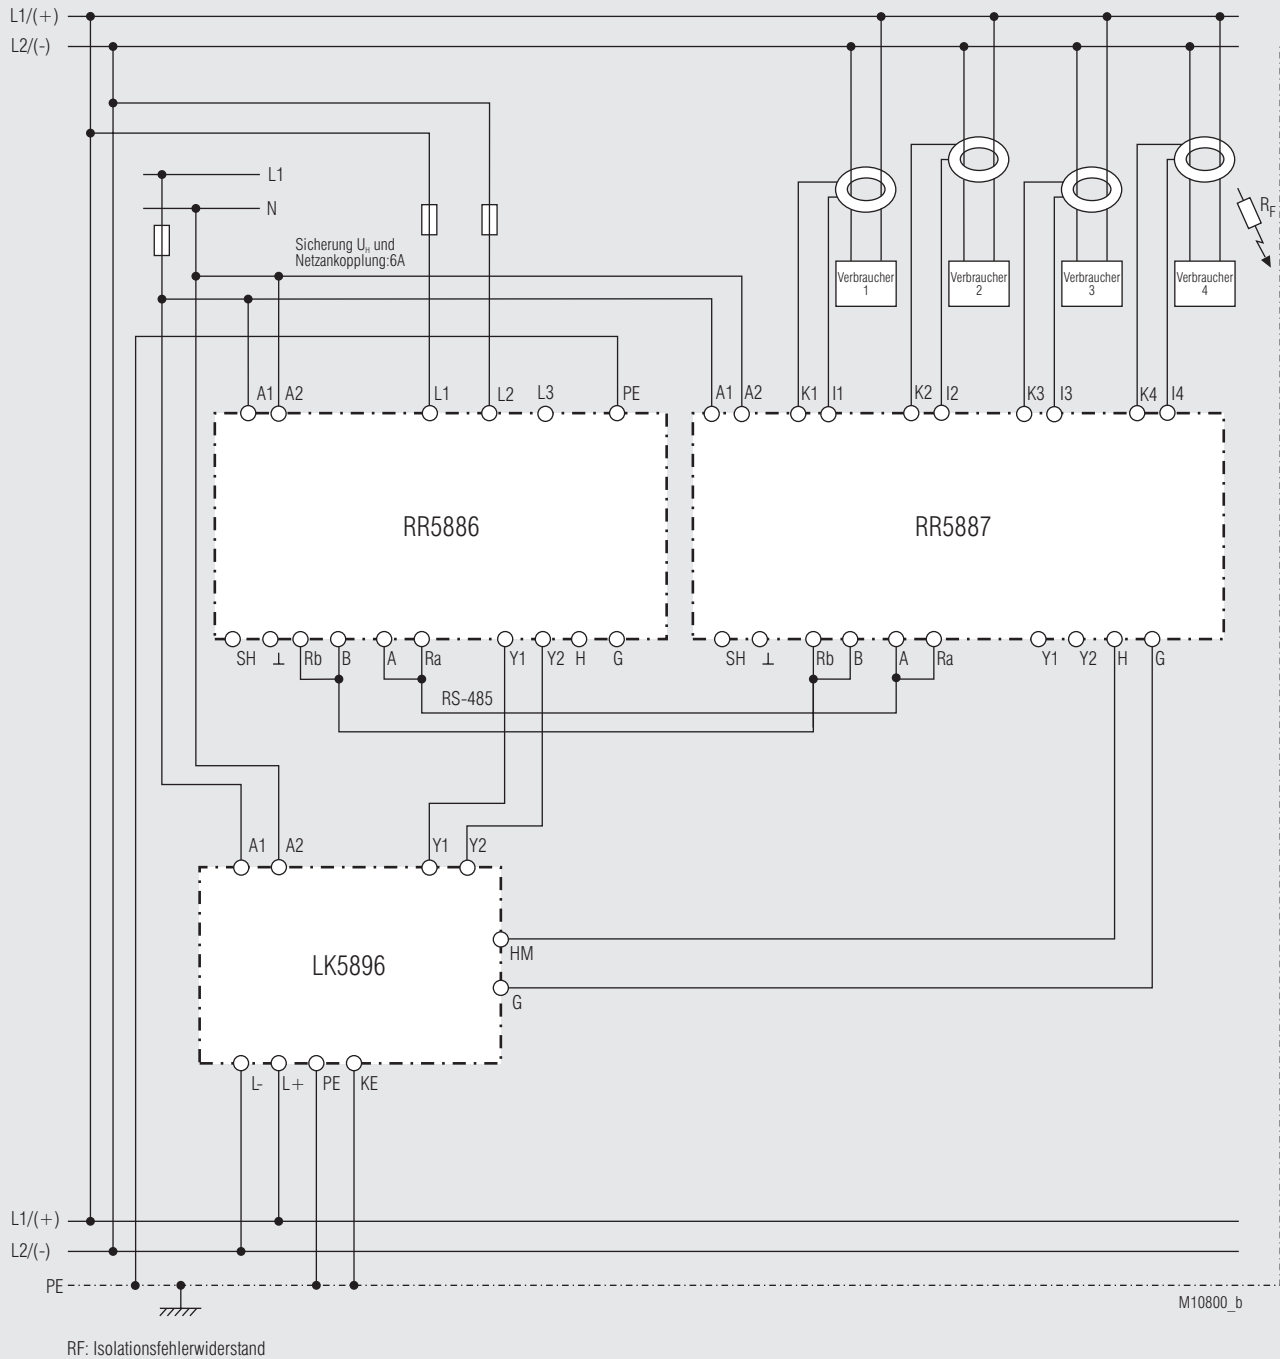 L1/(+)
L2/(-)
L1
N
Sicherung UH und
Netzankopplung:6A
RF
Verbraucher
1
Verbraucher
2
Verbraucher
3
Verbraucher
4
A1 A2 L1 L2 L3 PE
A1 A2 K1 I1 K2 I2 K3 I3 K4 I4
RR5886
RR5887
SH ⊥ Rb B A Ra Y1 Y2 H G
SH ⊥ Rb B A Ra Y1 Y2 H G
RS-485
A1 A2 Y1 Y2
LK5896
HM
G
L- L+ PE KE
L1/(+)
L2/(-)
PE
M10800_b
RF: Isolationsfehlerwiderstand